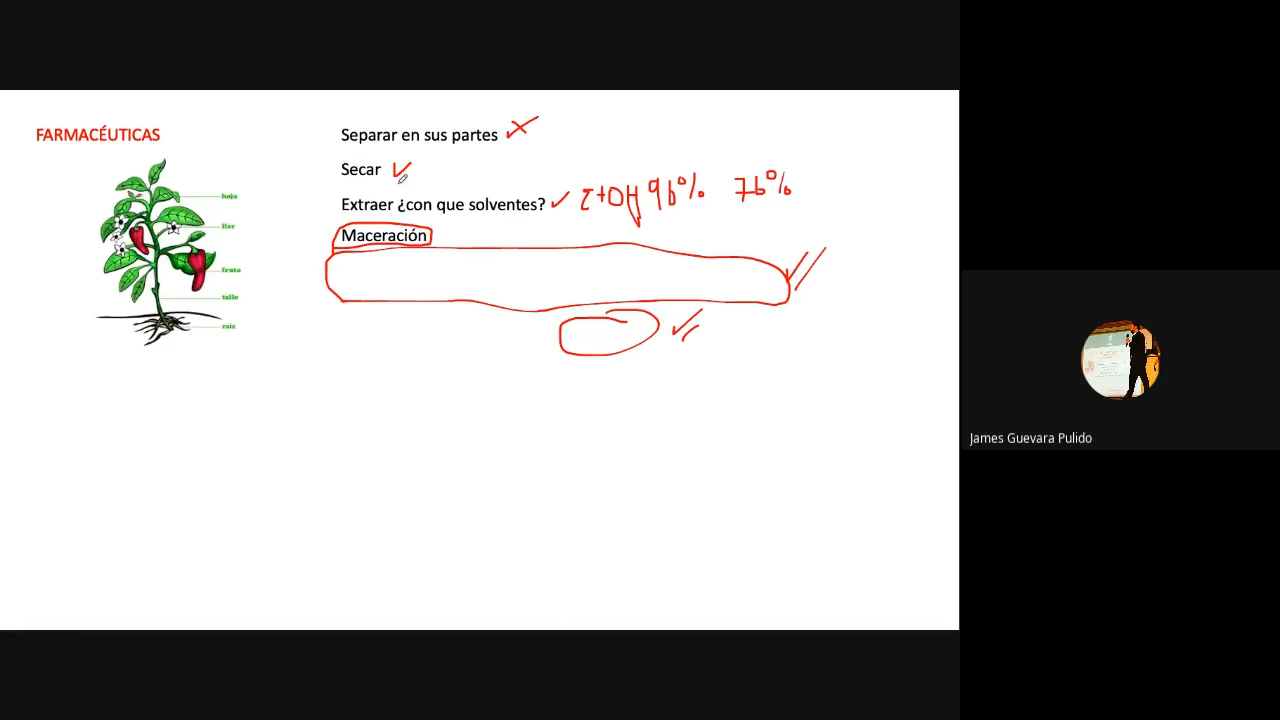 FARMACÉUTICAS
Separar en sus partes
Secar
Extraer ¿con que solventes? EtOH 96% 76%
Maceración
hoja
flor
fruto
tallo
raiz
James Guevara Pulido